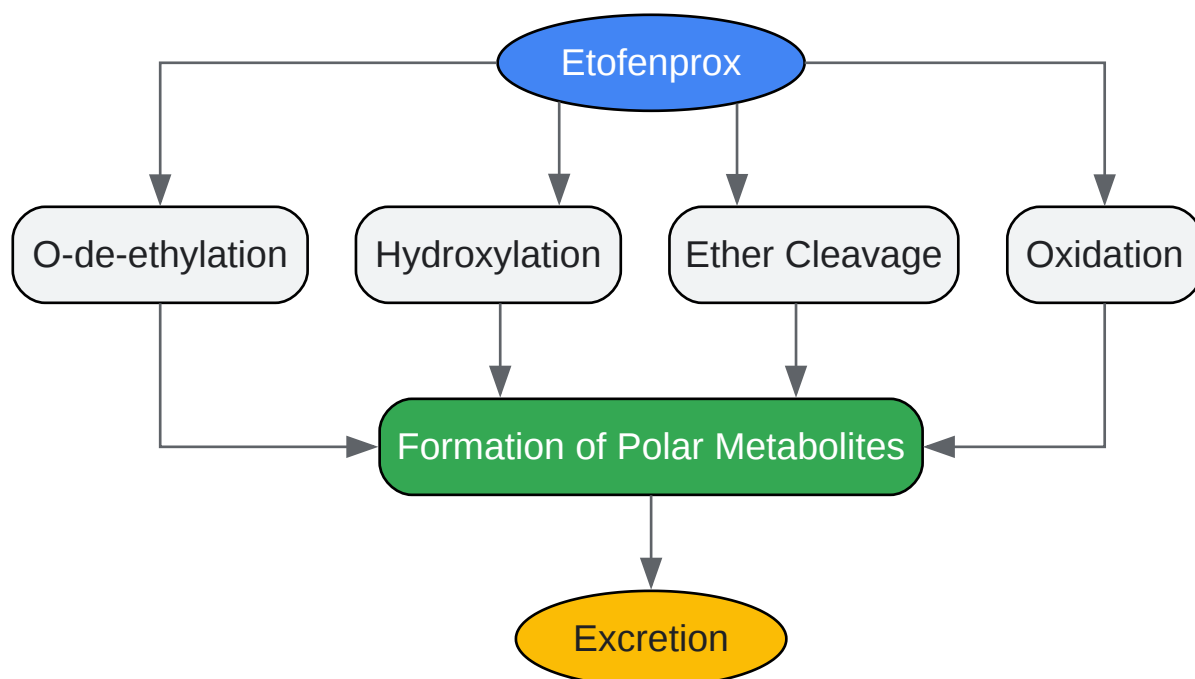 Etofenprox
O-de-ethylation
Hydroxylation
Ether Cleavage
Oxidation
Formation of Polar Metabolites
Excretion